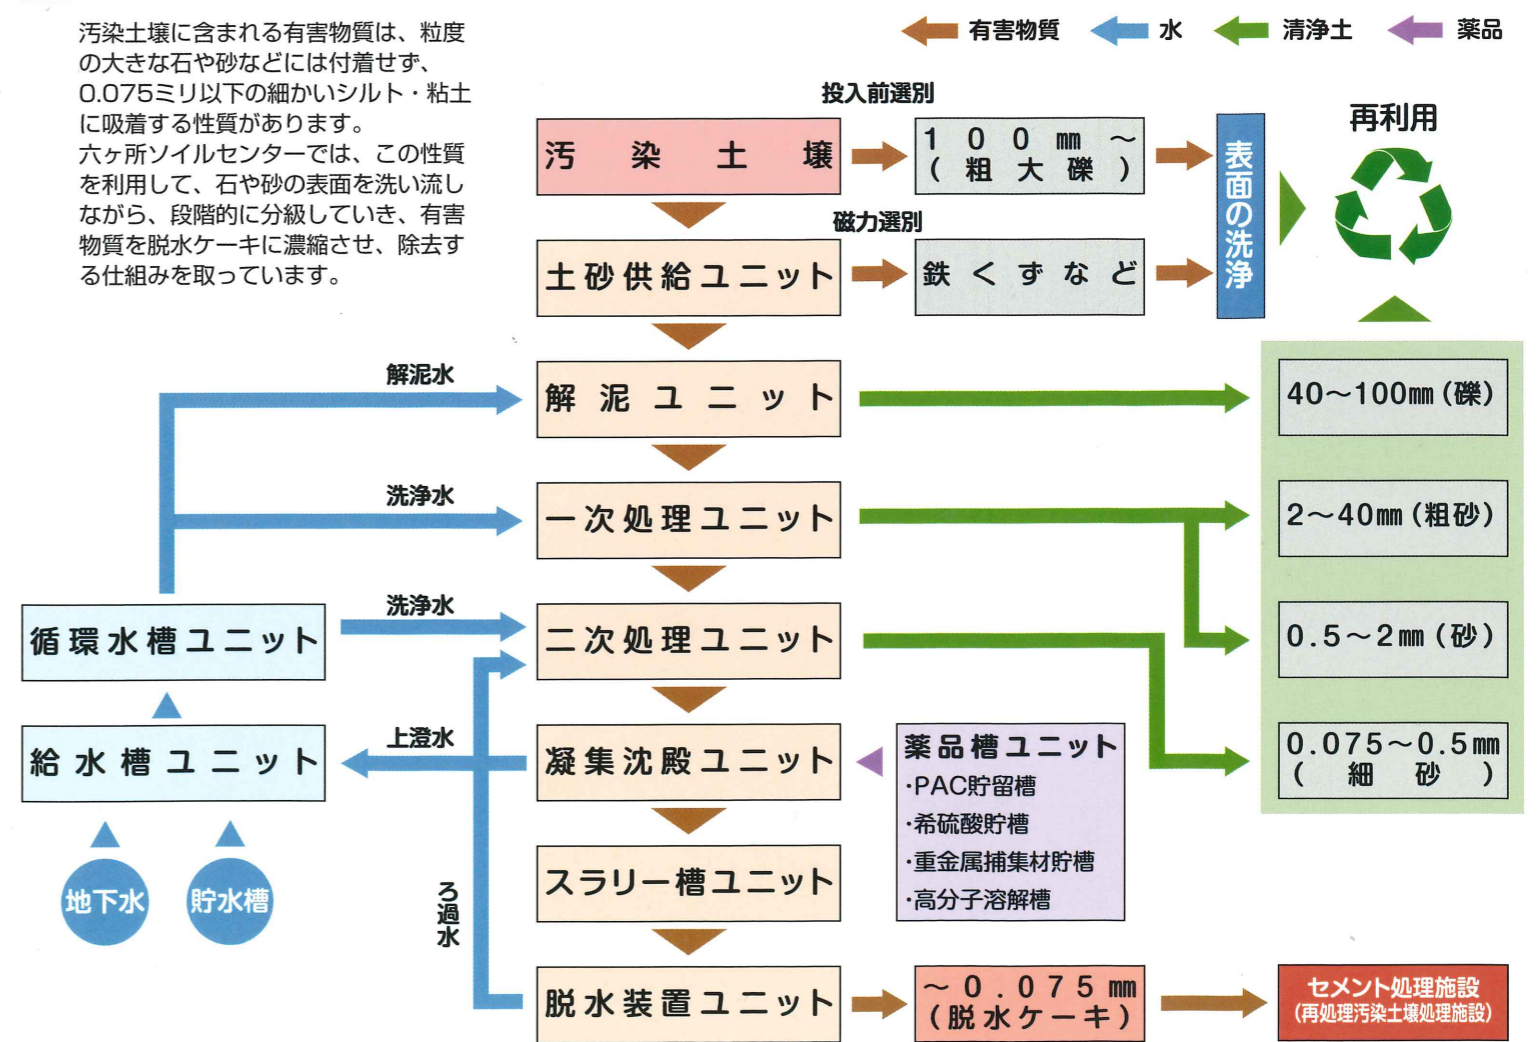 汚染土壌に含まれる有害物質は、粒度
の大きな石や砂などには付着せず、
0.075ミリ以下の細かいシルト・粘土
に吸着する性質があります。
六ヶ所ソイルセンターでは、この性質
を利用して、石や砂の表面を洗い流し
ながら、段階的に分級していき、有害
物質を脱水ケーキに濃縮させ、除去す
る仕組みを取っています。
有害物質
水
清浄土
薬品
投入前選別
汚染土壌
100㎜～
(粗大礫)
表面の洗浄
再利用
磁力選別
土砂供給ユニット
鉄くずなど
解泥水
解泥ユニット
40～100㎜(礫)
洗浄水
一次処理ユニット
2～40㎜(粗砂)
循環水槽ユニット
洗浄水
二次処理ユニット
0.5～2㎜(砂)
給水槽ユニット
上澄水
凝集沈殿ユニット
薬品槽ユニット
・PAC貯留槽
・希硫酸貯槽
・重金属捕集材貯槽
・高分子溶解槽
0.075～0.5㎜
(細砂)
地下水
貯水槽
ろ過水
スラリー槽ユニット
脱水装置ユニット
～0.075㎜
(脱水ケーキ)
セメント処理施設
(再処理汚染土壌処理施設)